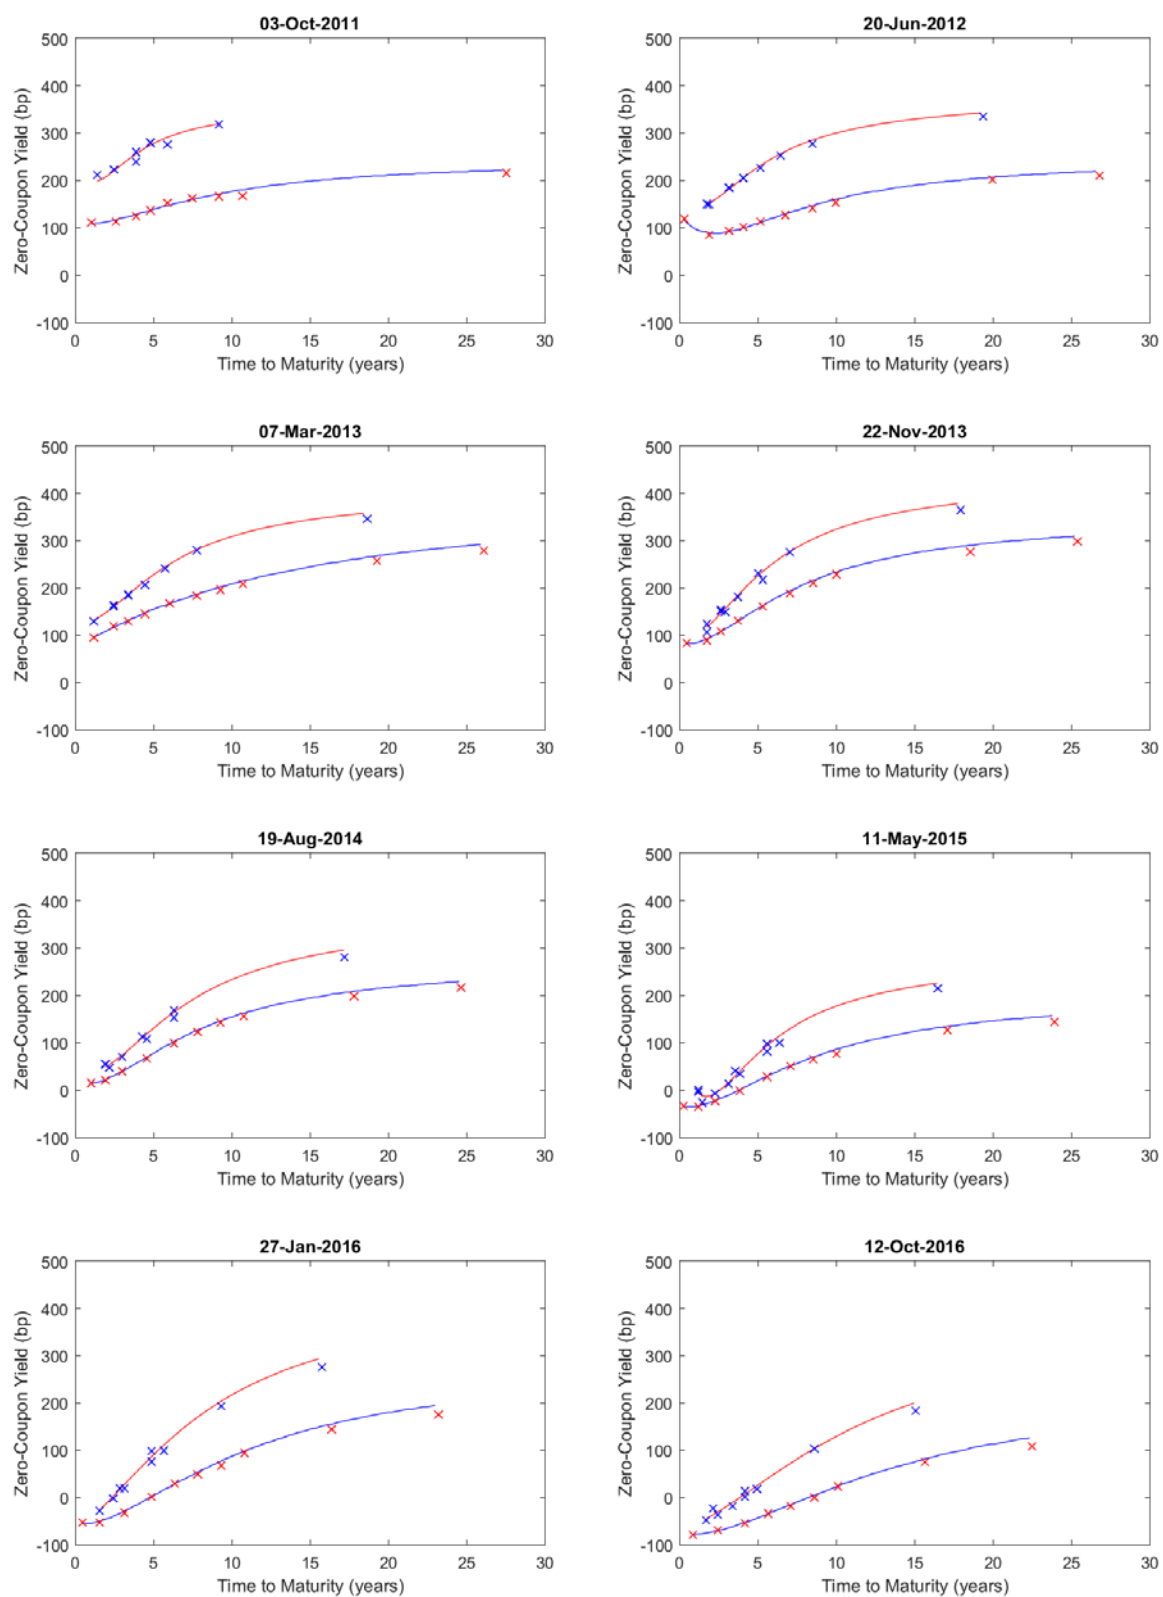 03-Oct-2011
500
400
300
200
100
0
-100
Zero-Coupon Yield (bp)
0 5 10 15 20 25 30
Time to Maturity (years)
20-Jun-2012
500
400
300
200
100
0
-100
Zero-Coupon Yield (bp)
0 5 10 15 20 25 30
Time to Maturity (years)
07-Mar-2013
500
400
300
200
100
0
-100
Zero-Coupon Yield (bp)
0 5 10 15 20 25 30
Time to Maturity (years)
22-Nov-2013
500
400
300
200
100
0
-100
Zero-Coupon Yield (bp)
0 5 10 15 20 25 30
Time to Maturity (years)
19-Aug-2014
500
400
300
200
100
0
-100
Zero-Coupon Yield (bp)
0 5 10 15 20 25 30
Time to Maturity (years)
11-May-2015
500
400
300
200
100
0
-100
Zero-Coupon Yield (bp)
0 5 10 15 20 25 30
Time to Maturity (years)
27-Jan-2016
500
400
300
200
100
0
-100
Zero-Coupon Yield (bp)
0 5 10 15 20 25 30
Time to Maturity (years)
12-Oct-2016
500
400
300
200
100
0
-100
Zero-Coupon Yield (bp)
0 5 10 15 20 25 30
Time to Maturity (years)